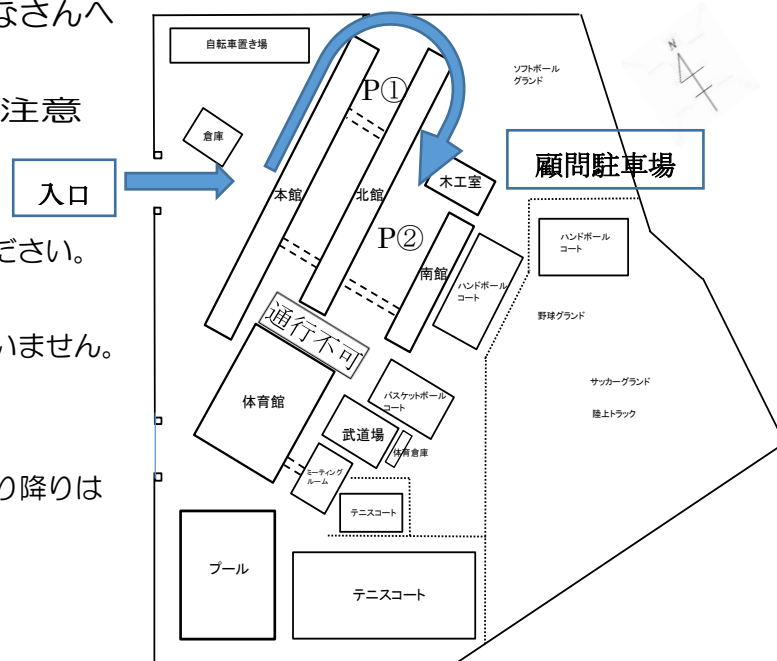 なさんへ
注意
ださい。
いません。
り降りは
自転車置き場
倉庫
入口
P①
本館
北館
P②
木工室
南館
顧問駐車場
ソフトボール
グランド
N
ハンドボール
コート
ハンドボール
コート
野球グランド
サッカーグランド
陸上トラック
通行不可
体育館
バスケットボール
コート
武道場
体育倉庫
ミーティング
ルーム
テニスコート
プール
テニスコート